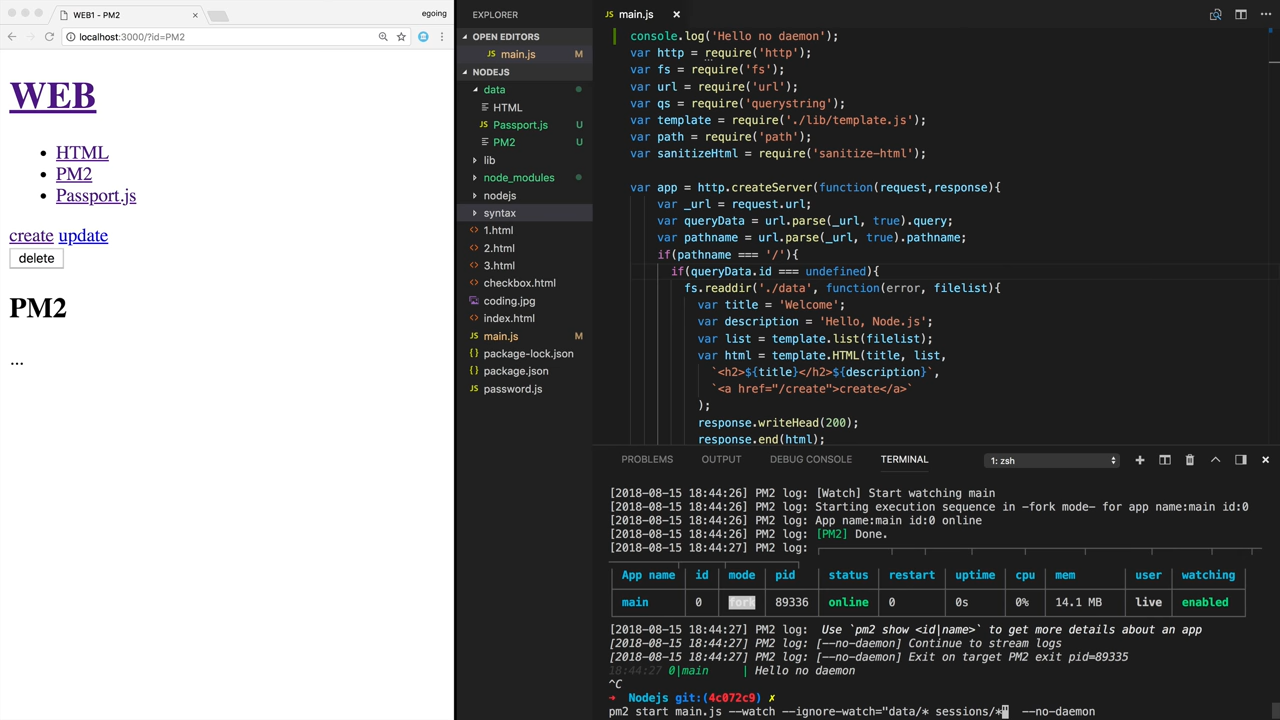 WEB1 - PM2
egoing
localhost:3000/?id=PM2
WEB
HTML
PM2
Passport.js
create update
delete
PM2
...
EXPLORER
OPEN EDITORS
JS main.js M
NODEJS
data
HTML
JS Passport.js U
PM2 U
lib
node_modules
nodejs
syntax
1.html
2.html
3.html
checkbox.html
coding.jpg
index.html
JS main.js M
package-lock.json
package.json
JS password.js
JS main.js
console.log('Hello no daemon');
var http = require('http');
var fs = require('fs');
var url = require('url');
var qs = require('querystring');
var template = require('./lib/template.js');
var path = require('path');
var sanitizeHtml = require('sanitize-html');
var app = http.createServer(function(request,response){
var _url = request.url;
var queryData = url.parse(_url, true).query;
var pathname = url.parse(_url, true).pathname;
if(pathname === '/'){
if(queryData.id === undefined){
fs.readdir('./data', function(error, filelist){
var title = 'Welcome';
var description = 'Hello, Node.js';
var list = template.list(filelist);
var html = template.HTML(title, list,
`<h2>${title}</h2>${description}`,
`<a href="/create">create</a>`
);
response.writeHead(200);
response.end(html);
PROBLEMS OUTPUT DEBUG CONSOLE TERMINAL 1: zsh
[2018-08-15 18:44:26] PM2 log: [Watch] Start watching main
[2018-08-15 18:44:26] PM2 log: Starting execution sequence in -fork mode- for app name:main id:0
[2018-08-15 18:44:26] PM2 log: App name:main id:0 online
[2018-08-15 18:44:26] PM2 log: [PM2] Done.
[2018-08-15 18:44:27] PM2 log:
App name id mode pid status restart uptime cpu mem user watching
main 0 fork 89336 online 0 0s 0% 14.1 MB live enabled
[2018-08-15 18:44:27] PM2 log: Use `pm2 show <id|name>` to get more details about an app
[2018-08-15 18:44:27] PM2 log: [--no-daemon] Continue to stream logs
[2018-08-15 18:44:27] PM2 log: [--no-daemon] Exit on target PM2 exit pid=89335
18:44:27 0|main | Hello no daemon
^C
➜ Nodejs git:(4c072c9) ✗
pm2 start main.js --watch --ignore-watch="data/* sessions/*" --no-daemon